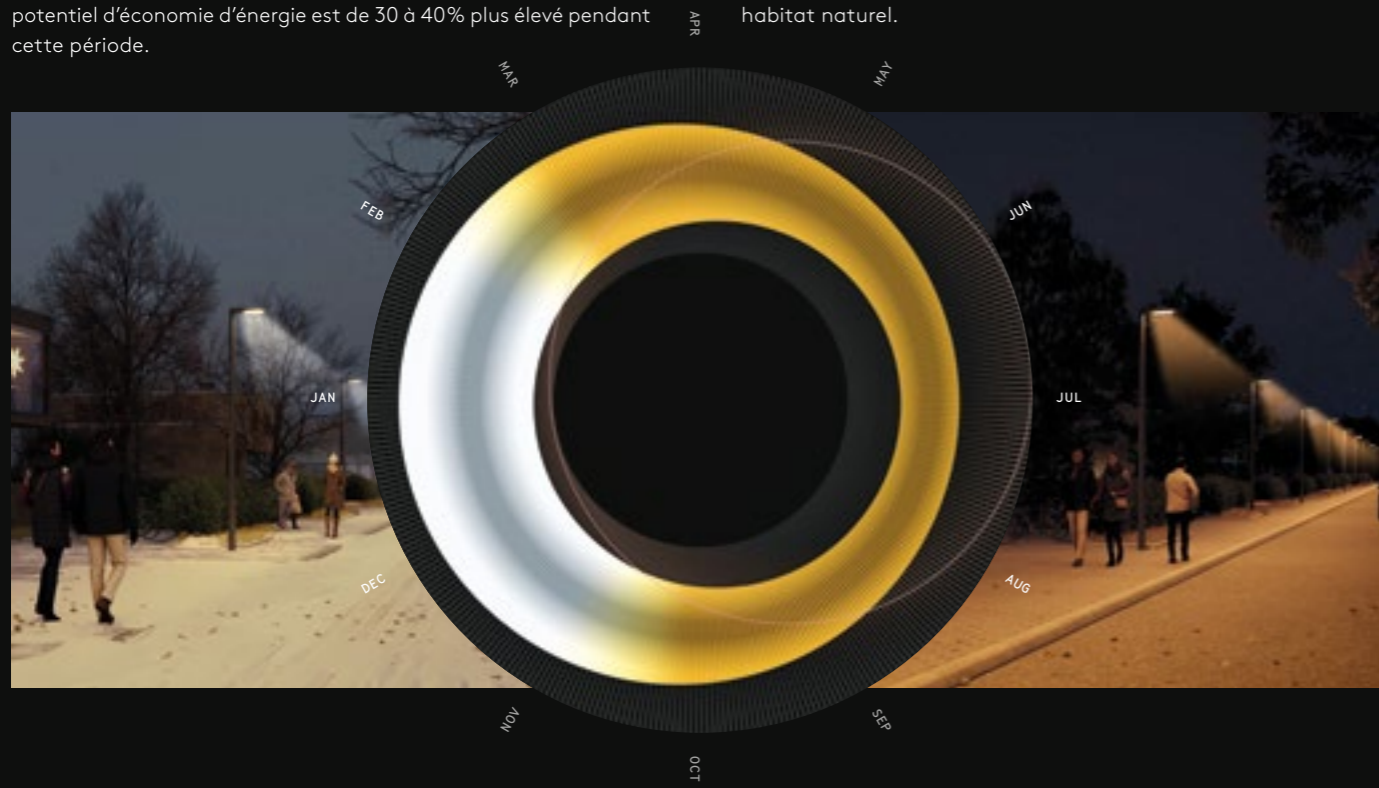 potentiel d’économie d’énergie est de 30 à 40% plus élevé pendant
cette période.
habitat naturel.
APR
MAR
MAY
FEB
JUN
JAN
JUL
DEC
AUG
NOV
SEP
OCT